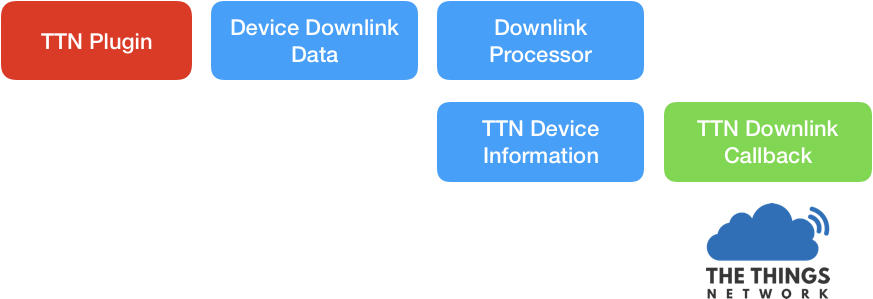 TTN Plugin
Device Downlink
Data
Downlink
Processor
TTN Device
Information
TTN Downlink
Callback
THE THINGS
NETWORK